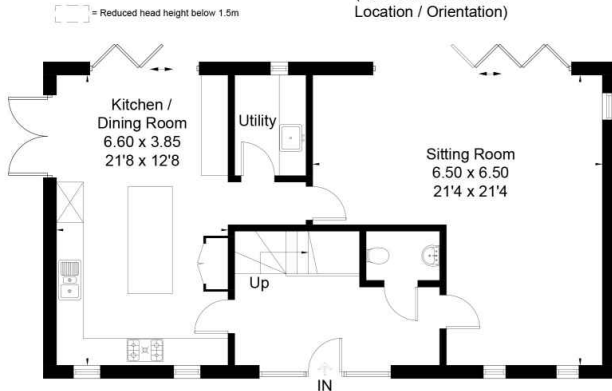 = Reduced head height below 1.5m
Location / Orientation)
Kitchen /
Dining Room
6.60 x 3.85
21'8 x 12'8
Utility
Sitting Room
6.50 x 6.50
21'4 x 21'4
Up
IN